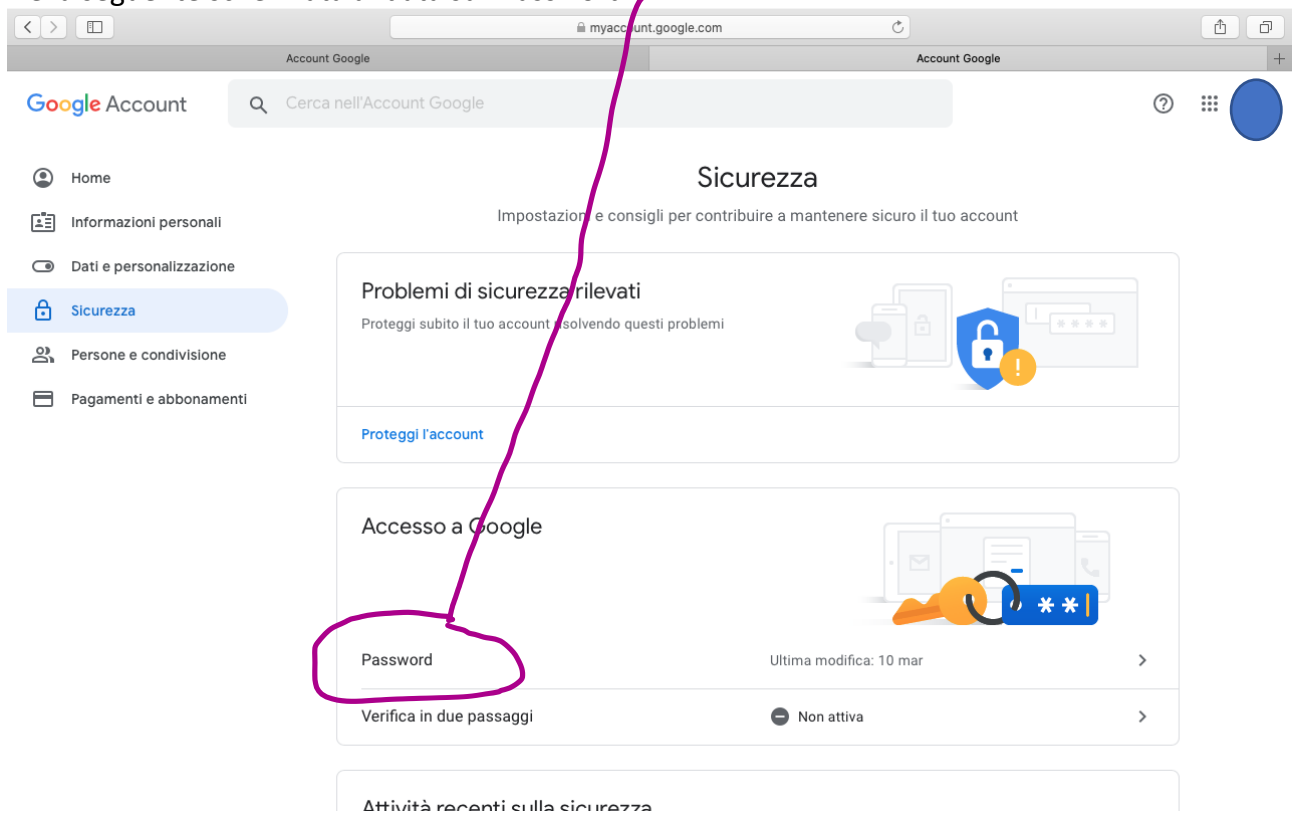 myaccount.google.com
Account Google
Account Google
Google Account
Cerca nell'Account Google
Home
Informazioni personali
Dati e personalizzazione
Sicurezza
Persone e condivisione
Pagamenti e abbonamenti
Sicurezza
Impostazioni e consigli per contribuire a mantenere sicuro il tuo account
Problemi di sicurezza rilevati
Proteggi subito il tuo account risolvendo questi problemi
Proteggi l'account
Accesso a Google
Password
Ultima modifica: 10 mar
Verifica in due passaggi
Non attiva
Attività recenti sulla sicurezza